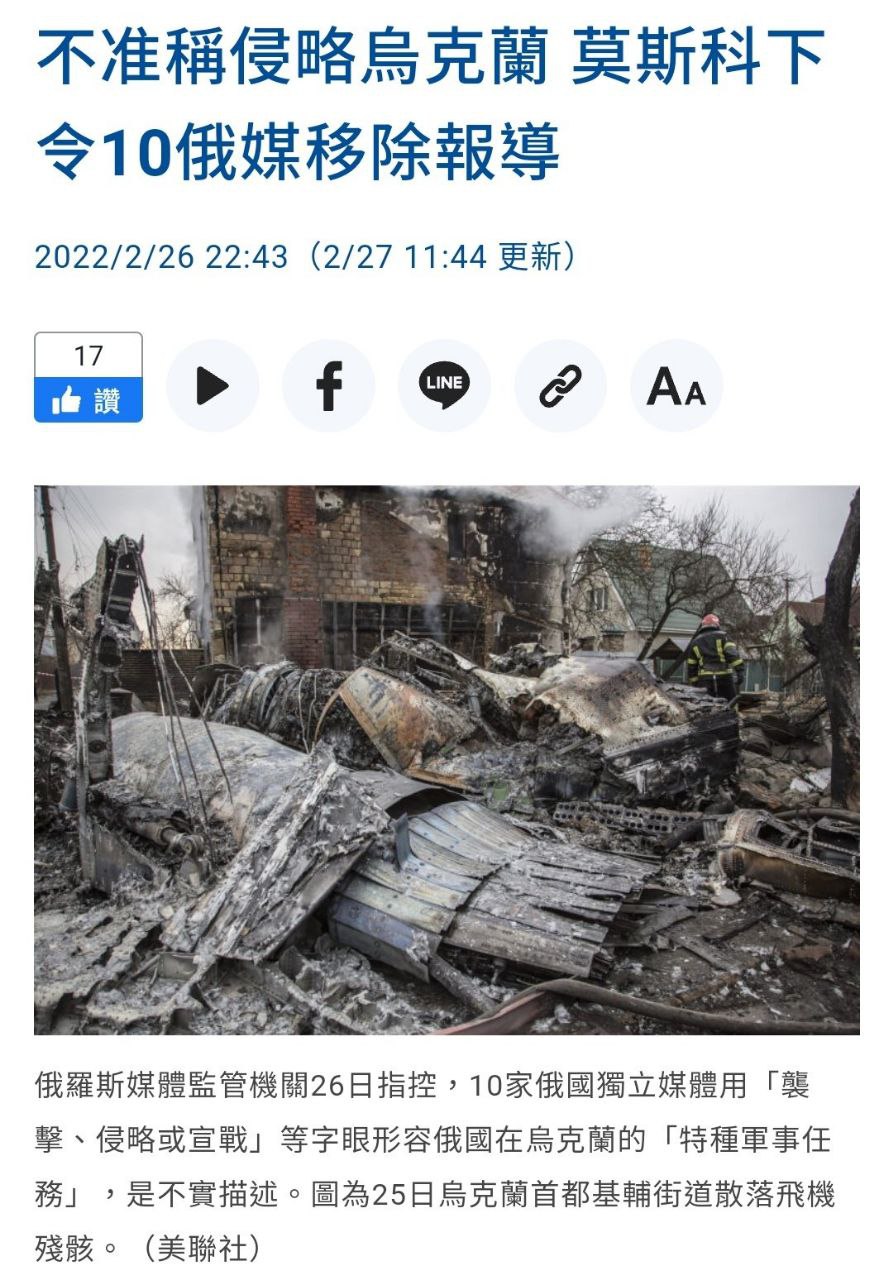 不准稱侵略烏克蘭 莫斯科下
令10俄媒移除報導
2022/2/26 22:43（2/27 11:44 更新）
17
讚
LINE
AA
俄羅斯媒體監管機關26日指控，10家俄國獨立媒體用「襲
擊、侵略或宣戰」等字眼形容俄國在烏克蘭的「特種軍事任
務」，是不實描述。圖為25日烏克蘭首都基輔街道散落飛機
殘骸。（美聯社）